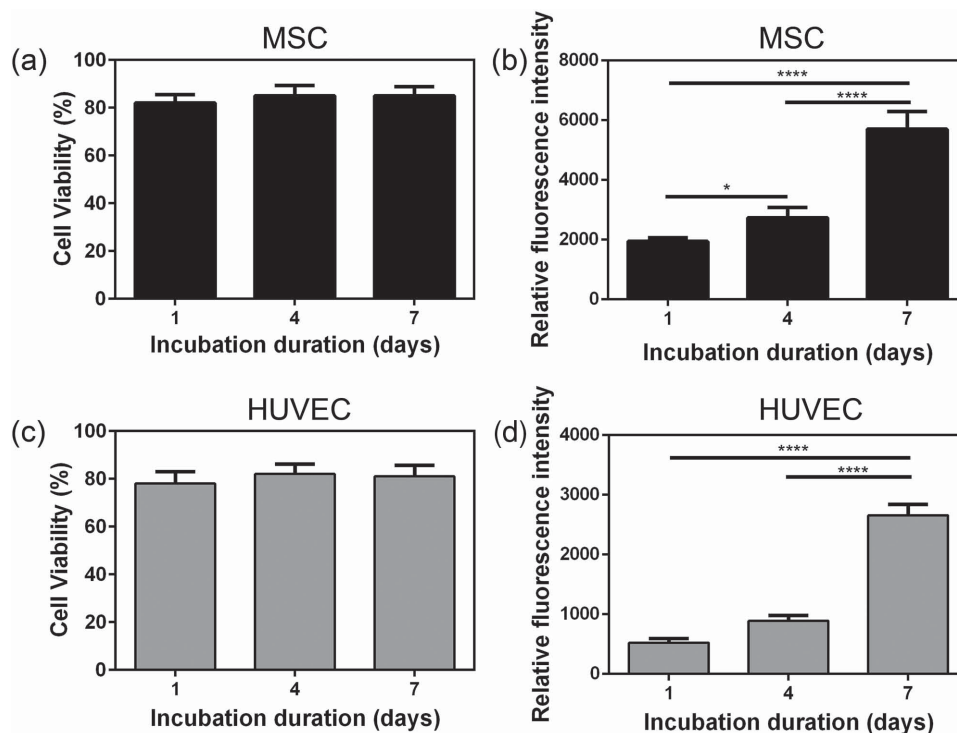 (a)
MSC
Cell Viability (%)
100
80
60
40
20
0
1 4 7
Incubation duration (days)
(b)
MSC
Relative fluorescence intensity
8000
6000
4000
2000
0
****
****
*
1 4 7
Incubation duration (days)
(c)
HUVEC
Cell Viability (%)
100
80
60
40
20
0
1 4 7
Incubation duration (days)
(d)
HUVEC
Relative fluorescence intensity
4000
3000
2000
1000
0
****
****
1 4 7
Incubation duration (days)